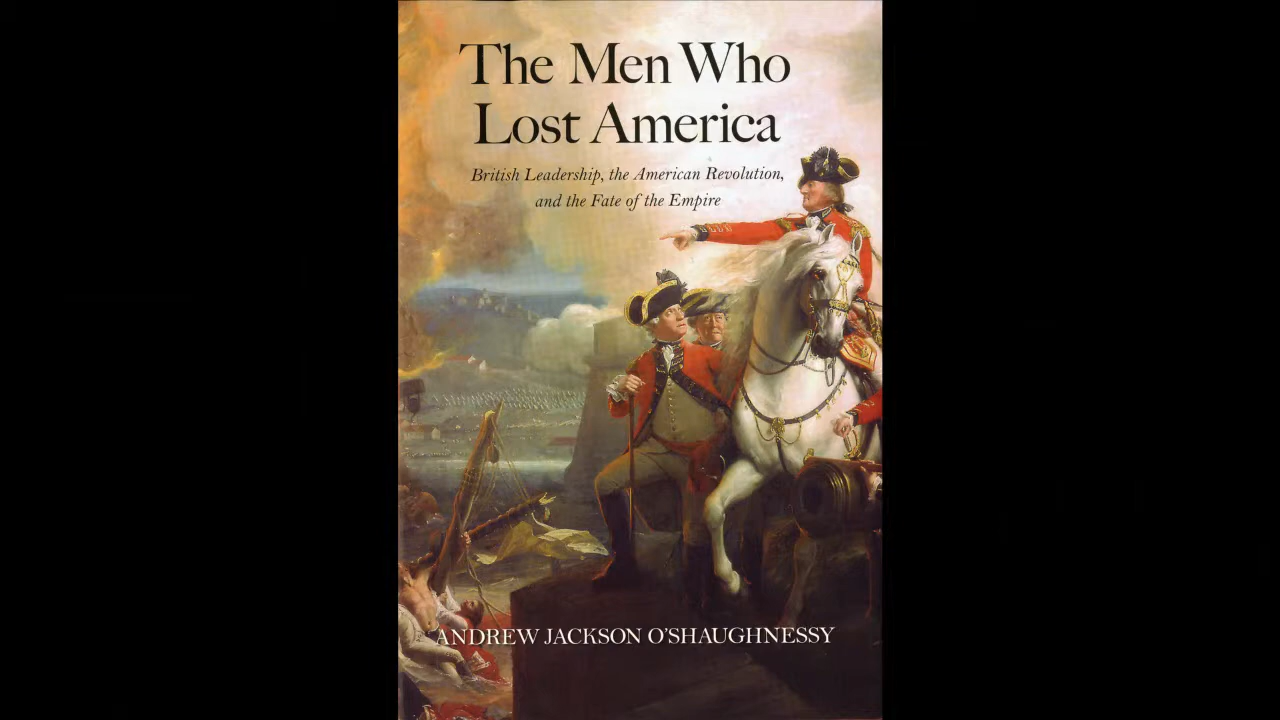 The Men Who
Lost America
British Leadership, the American Revolution,
and the Fate of the Empire
ANDREW JACKSON O'SHAUGHNESSY